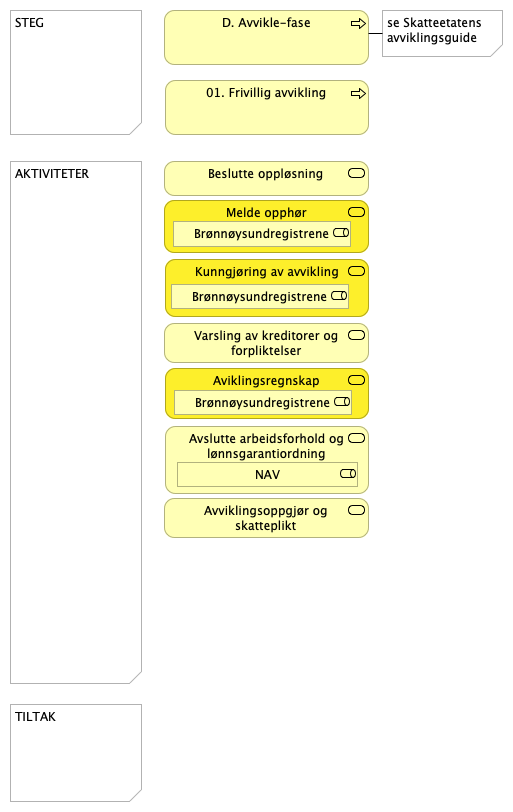 STEG
D. Avvikle-fase
se Skatteetatens
avviklingsguide
01. Frivillig avvikling
AKTIVITETER
Beslutte oppløsning
Melde opphør
Brønnøysundregistrene
Kunngjøring av avvikling
Brønnøysundregistrene
Varsling av kreditorer og
forpliktelser
Aviklingsregnskap
Brønnøysundregistrene
Avslutte arbeidsforhold og
lønnsgarantiordning
NAV
Avviklingsoppgjør og
skatteplikt
TILTAK